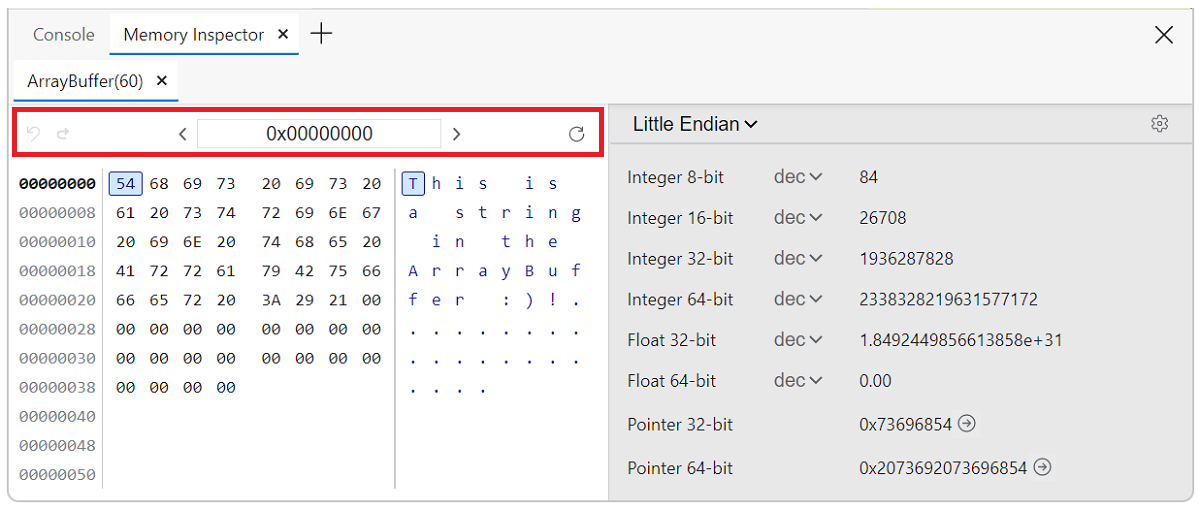 Console Memory Inspector × +
ArrayBuffer(60) ×
0x00000000
Little Endian
00000000 54 68 69 73 20 69 73 20 T h i s i s
00000008 61 20 73 74 72 69 6E 67 a s t r i n g
00000010 20 69 6E 20 74 68 65 20 i n t h e
00000018 41 72 72 61 79 42 75 66 A r r a y B u f
00000020 66 65 72 20 3A 29 21 00 f e r : ) ! .
00000028 00 00 00 00 00 00 00 00 . . . . . . . .
00000030 00 00 00 00 00 00 00 00 . . . . . . . .
00000038 00 00 00 00 . . . .
00000040
00000048
00000050
Integer 8-bit dec 84
Integer 16-bit dec 26708
Integer 32-bit dec 1936287828
Integer 64-bit dec 2338328219631577172
Float 32-bit dec 1.8492449856613858e+31
Float 64-bit dec 0.00
Pointer 32-bit 0x73696854
Pointer 64-bit 0x2073692073696854